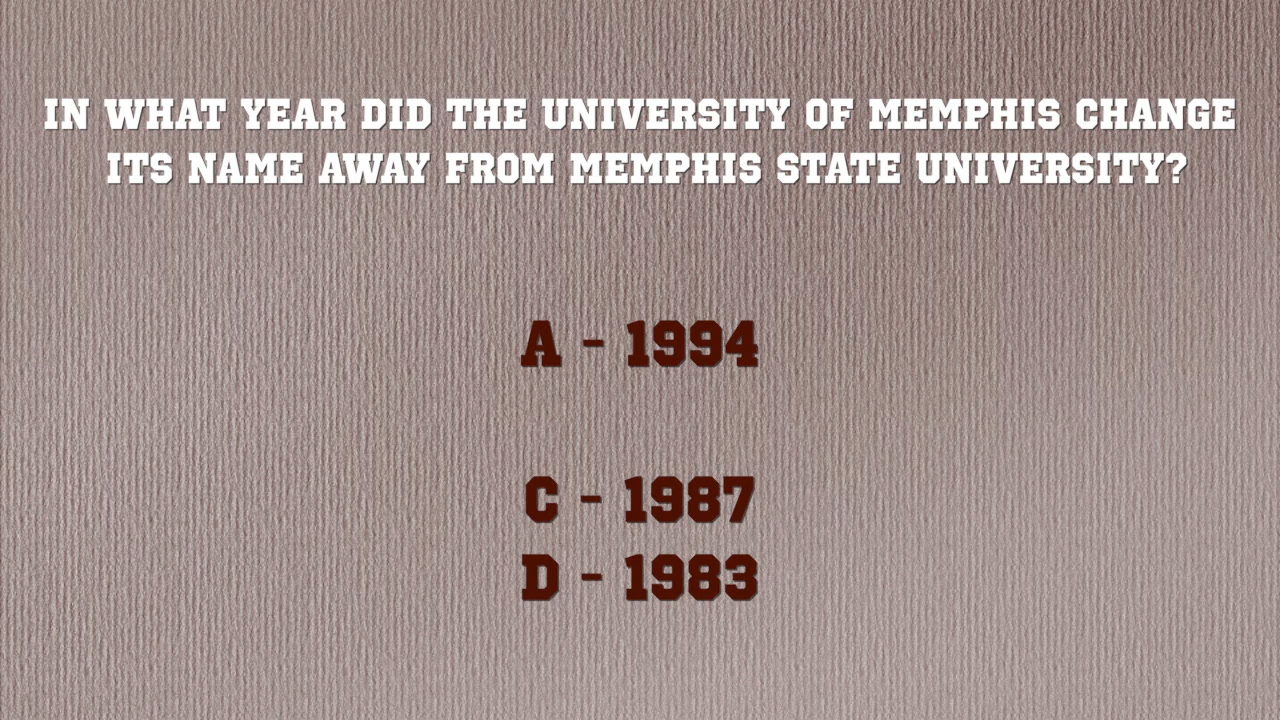 IN WHAT YEAR DID THE UNIVERSITY OF MEMPHIS CHANGE
ITS NAME AWAY FROM MEMPHIS STATE UNIVERSITY?
A - 1994
C - 1987
D - 1983